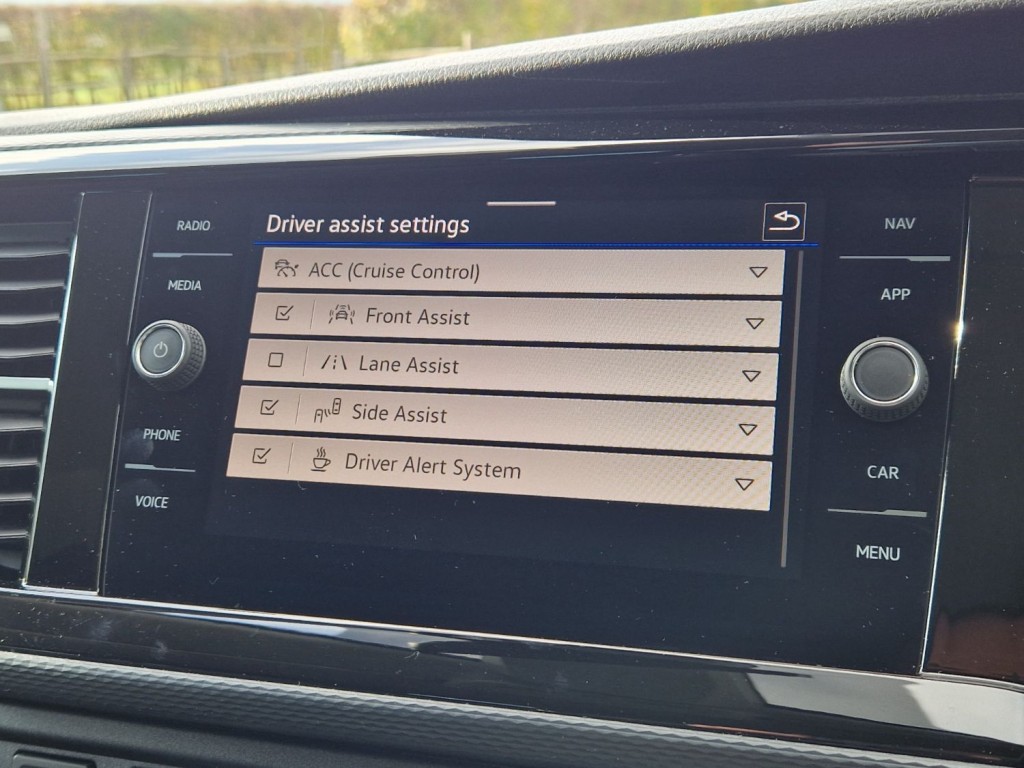 RADIO
MEDIA
PHONE
VOICE
Driver assist settings
ACC (Cruise Control)
Front Assist
Lane Assist
Side Assist
Driver Alert System
NAV
APP
CAR
MENU